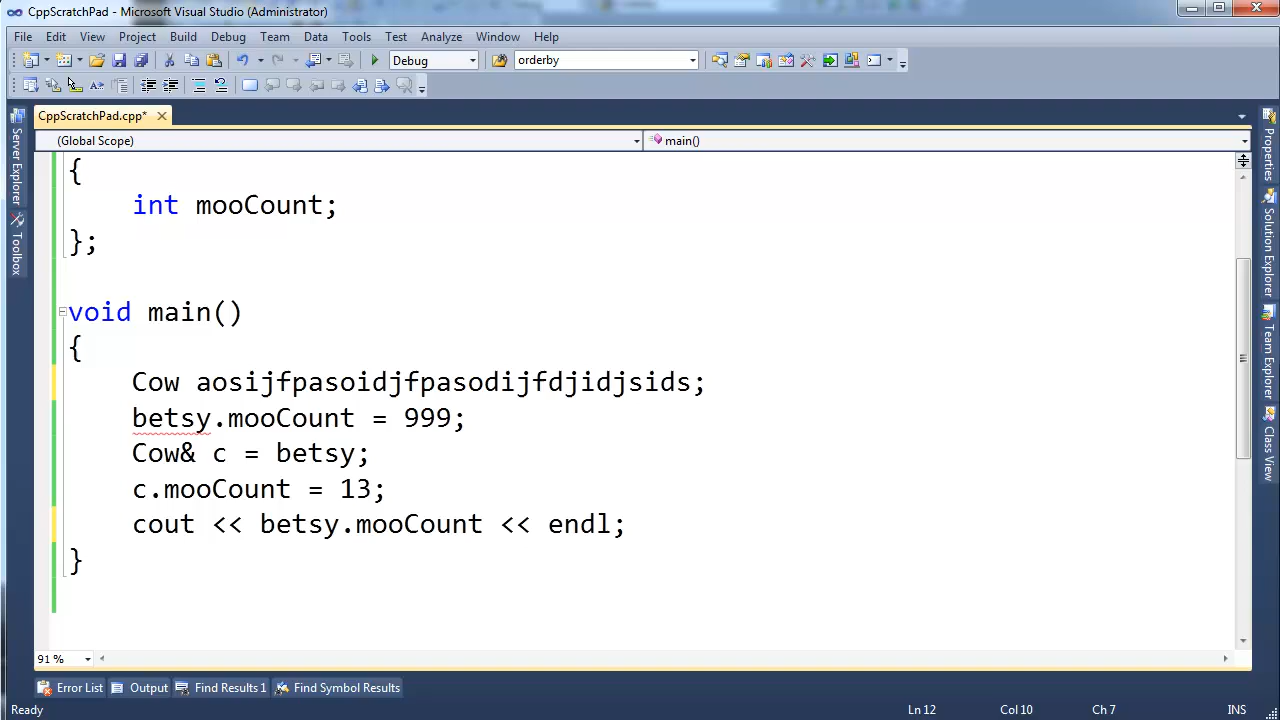 CppScratchPad - Microsoft Visual Studio (Administrator)
File Edit View Project Build Debug Team Data Tools Test Analyze Window Help
Debug orderby
CppScratchPad.cpp*
(Global Scope) main()
{
int mooCount;
};
void main()
{
Cow aosijfpasoidjfpasodijfdjidjsids;
betsy.mooCount = 999;
Cow& c = betsy;
c.mooCount = 13;
cout << betsy.mooCount << endl;
}
Server Explorer
Toolbox
Properties
Solution Explorer
Team Explorer
Class View
91 %
Error List Output Find Results 1 Find Symbol Results
Ready Ln 12 Col 10 Ch 7 INS